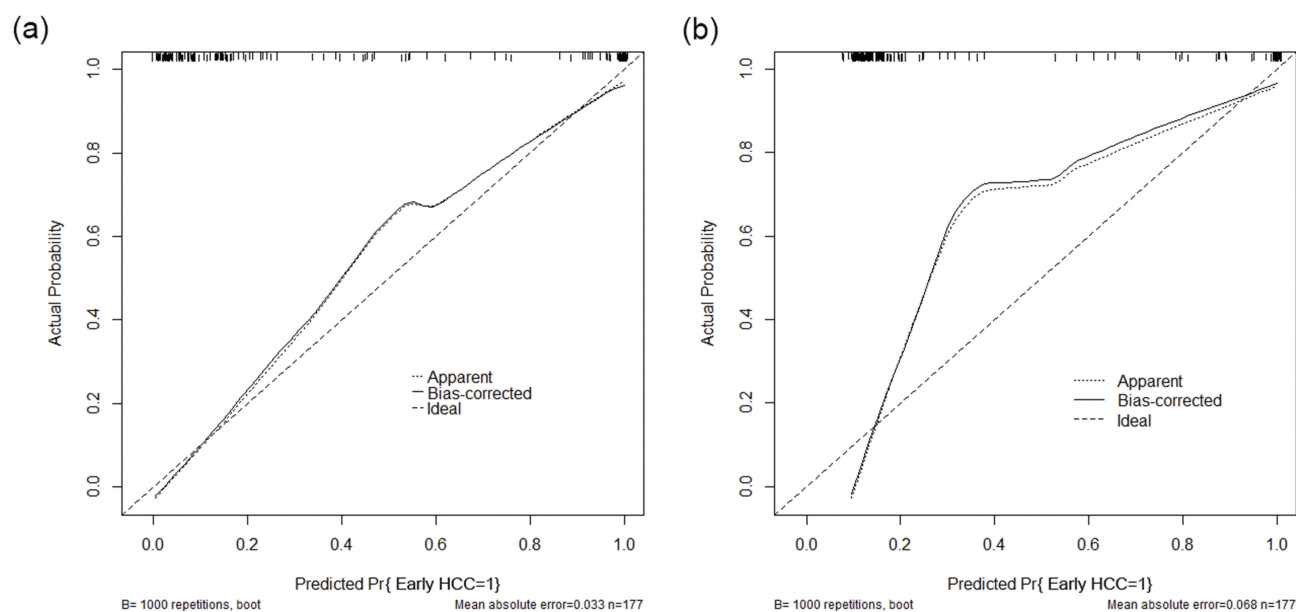 (a)
1.0
0.8
0.6
0.4
0.2
0.0
Actual Probability
Apparent
Bias-corrected
Ideal
0.0 0.2 0.4 0.6 0.8 1.0
Predicted Pr{ Early HCC=1}
B= 1000 repetitions, boot
Mean absolute error=0.033 n=177
(b)
1.0
0.8
0.6
0.4
0.2
0.0
Actual Probability
Apparent
Bias-corrected
Ideal
0.0 0.2 0.4 0.6 0.8 1.0
Predicted Pr{ Early HCC=1}
B= 1000 repetitions, boot
Mean absolute error=0.068 n=177